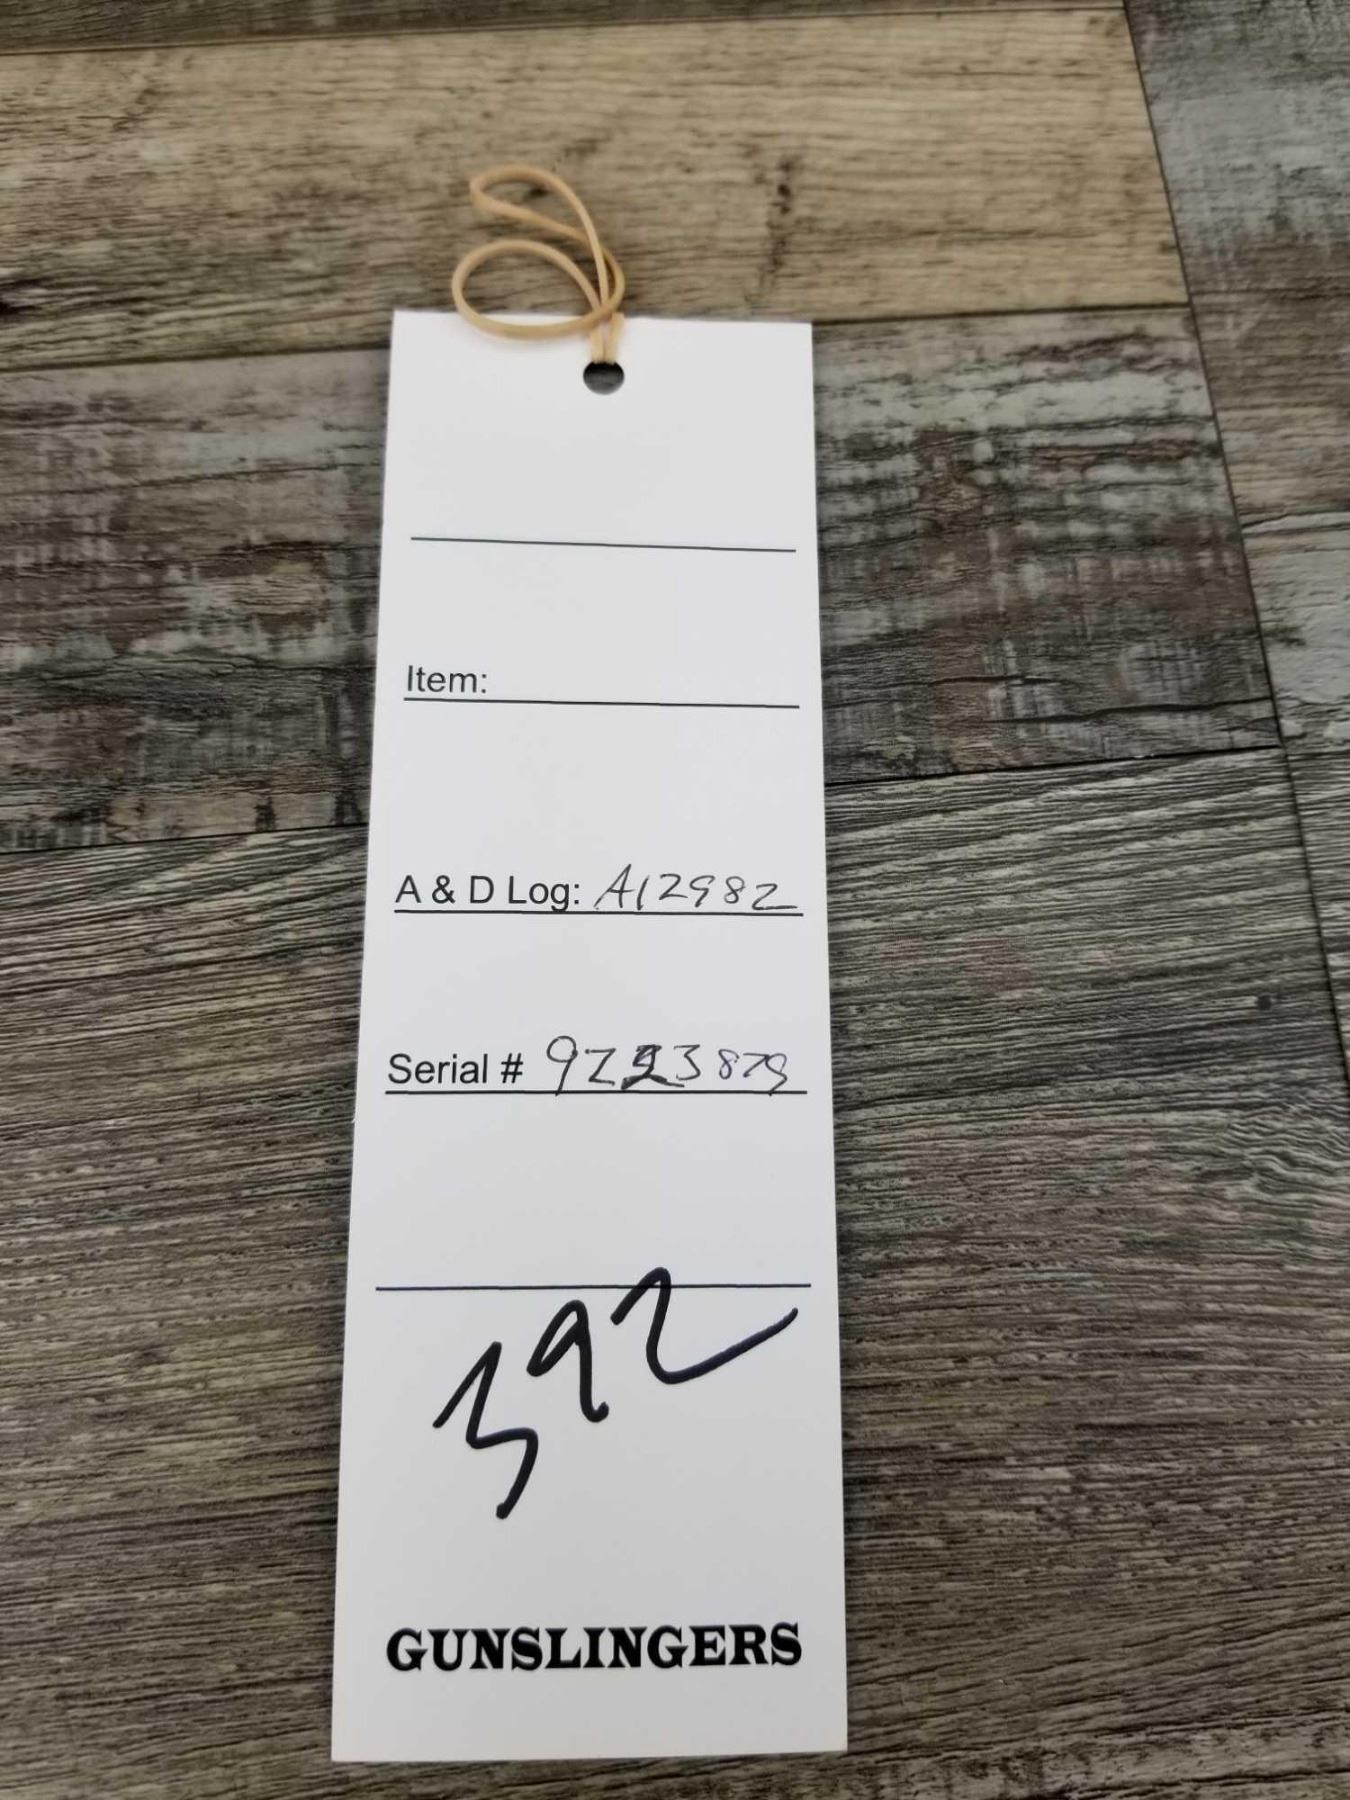 Item:
A & D Log: A12982
Serial #
392
GUNSLINGERS